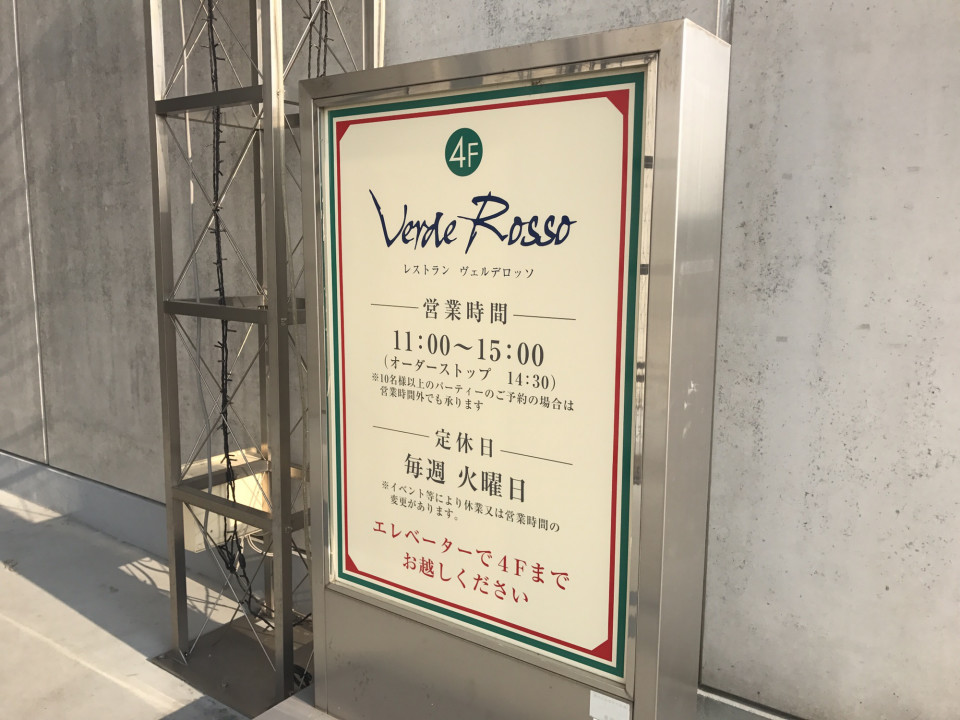 4F
Verde Rosso
レストラン ヴェルデロッソ
営業時間
11:00～15:00
（オーダーストップ 14:30）
※10名様以上のパーティーのご予約の場合は
営業時間外でも承ります
定休日
毎週 火曜日
※イベント等により休業又は営業時間の
変更があります。
エレベーターで４Fまで
お越しください